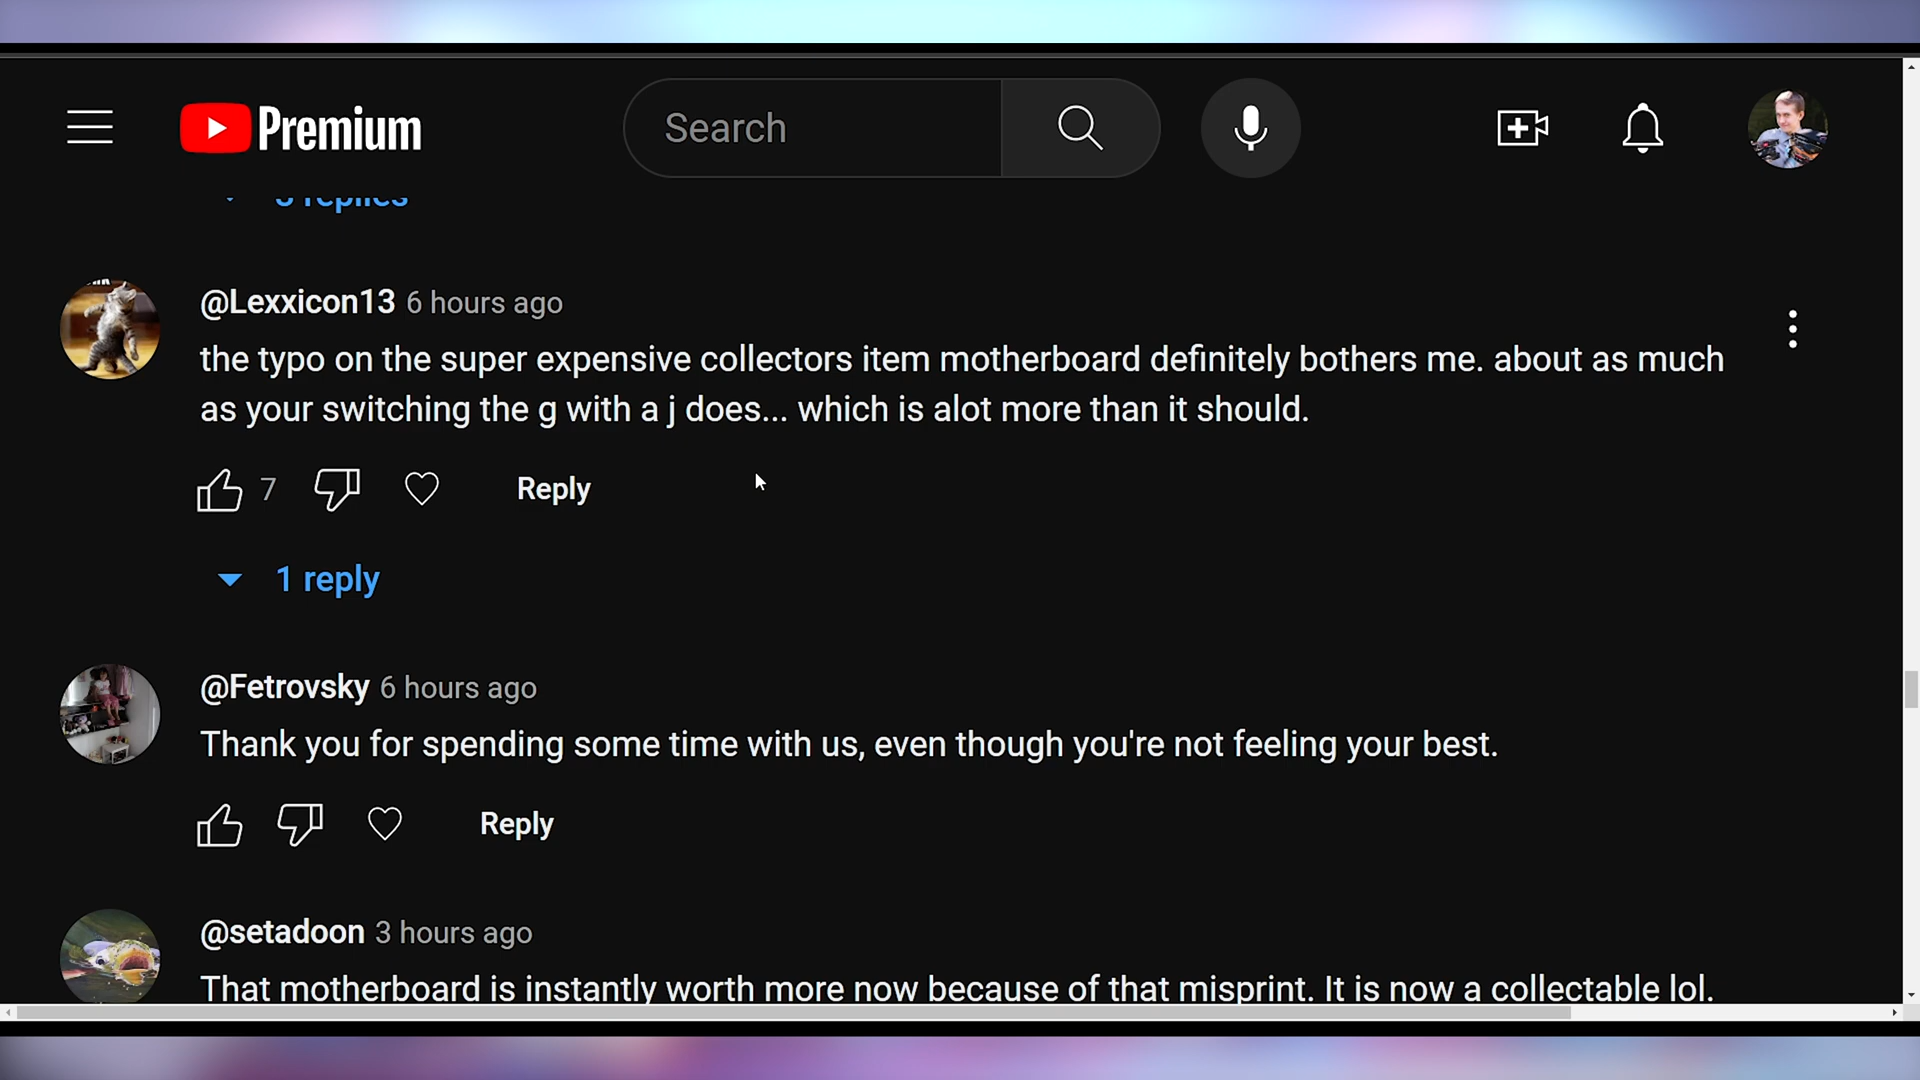 Premium
Search
replies
@Lexxicon13 6 hours ago
the typo on the super expensive collectors item motherboard definitely bothers me. about as much
as your switching the g with a j does... which is alot more than it should.
7
Reply
1 reply
@Fetrovsky 6 hours ago
Thank you for spending some time with us, even though you're not feeling your best.
Reply
@setadoon 3 hours ago
That motherboard is instantly worth more now because of that misprint. It is now a collectable lol.